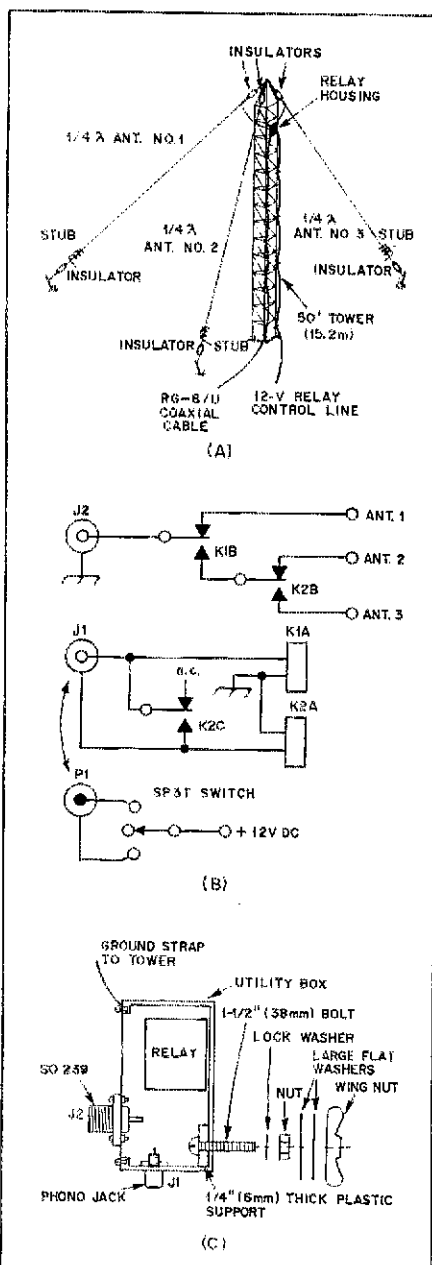 INSULATORS
RELAY
HOUSING
1/4 λ ANT. NO.1
1/4 λ
ANT. NO. 2
1/4 λ
ANT. NO 3
STUB
STUB
INSULATOR
INSULATOR
INSULATOR
STUB
50' TOWER
(15.2m)
RG-8/U
COAXIAL
CABLE
12-V RELAY
CONTROL LINE
(A)
J2
K1B
ANT. 1
ANT. 2
K2B
ANT. 3
J1
K1A
n.c.
K2C
K2A
P1
SP3T SWITCH
+ 12V DC
(B)
GROUND STRAP
TO TOWER
UTILITY BOX
1-1/2" (38mm) BOLT
LOCK WASHER
NUT
LARGE FLAT
WASHERS
WING NUT
RELAY
SO 239
J2
J1
PHONO JACK
1/4" (6mm) THICK PLASTIC
SUPPORT
(C)